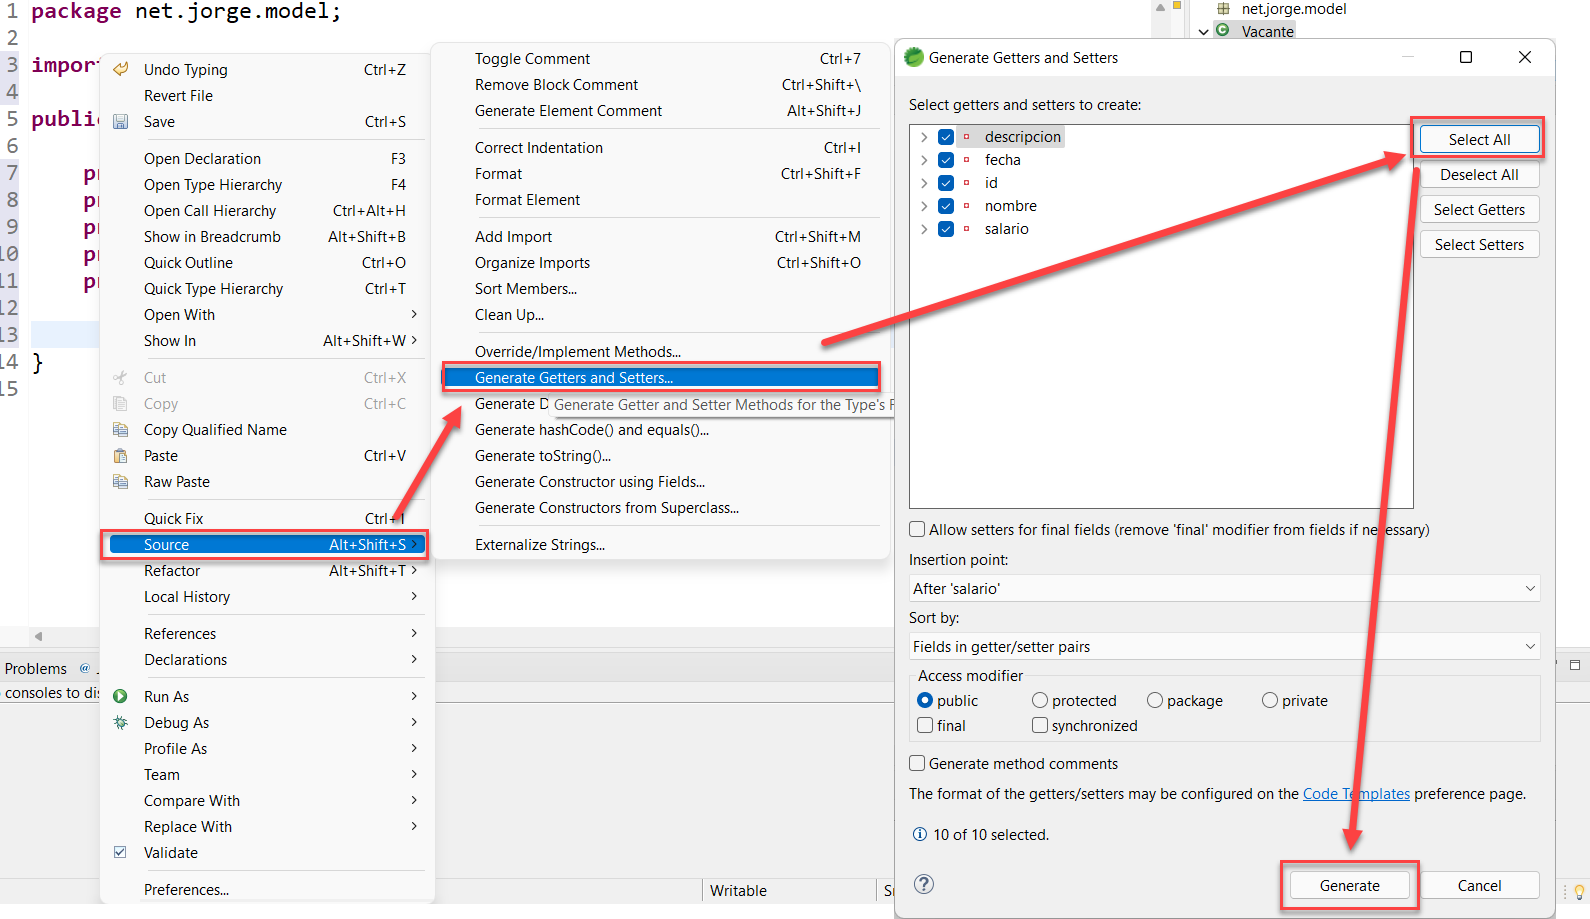 1 package net.jorge.model;
2
3 import
4
5 public
6
7 pr
8 pr
9 pr
10 pr
11 pr
12
13
14 }
15
Undo Typing Ctrl+Z
Revert File
Save Ctrl+S
Open Declaration F3
Open Type Hierarchy F4
Open Call Hierarchy Ctrl+Alt+H
Show in Breadcrumb Alt+Shift+B
Quick Outline Ctrl+O
Quick Type Hierarchy Ctrl+T
Open With
Show In Alt+Shift+W
Cut Ctrl+X
Copy Ctrl+C
Copy Qualified Name
Paste Ctrl+V
Raw Paste
Quick Fix Ctrl+1
Source Alt+Shift+S
Refactor Alt+Shift+T
Local History
References
Declarations
Run As
Debug As
Profile As
Team
Compare With
Replace With
Validate
Preferences...
Toggle Comment Ctrl+7
Remove Block Comment Ctrl+Shift+\
Generate Element Comment Alt+Shift+J
Correct Indentation Ctrl+I
Format Ctrl+Shift+F
Format Element
Add Import Ctrl+Shift+M
Organize Imports Ctrl+Shift+O
Sort Members...
Clean Up...
Override/Implement Methods...
Generate Getters and Setters...
Generate D
Generate Getter and Setter Methods for the Type's F
Generate hashCode() and equals()...
Generate toString()...
Generate Constructor using Fields...
Generate Constructors from Superclass...
Externalize Strings...
net.jorge.model
Vacante
Generate Getters and Setters
Select getters and setters to create:
descripcion
fecha
id
nombre
salario
Select All
Deselect All
Select Getters
Select Setters
Allow setters for final fields (remove 'final' modifier from fields if necessary)
Insertion point:
After 'salario'
Sort by:
Fields in getter/setter pairs
Access modifier
public protected package private
final synchronized
Generate method comments
The format of the getters/setters may be configured on the Code Templates preference page.
10 of 10 selected.
Generate Cancel
Problems @
consoles to dis
Writable